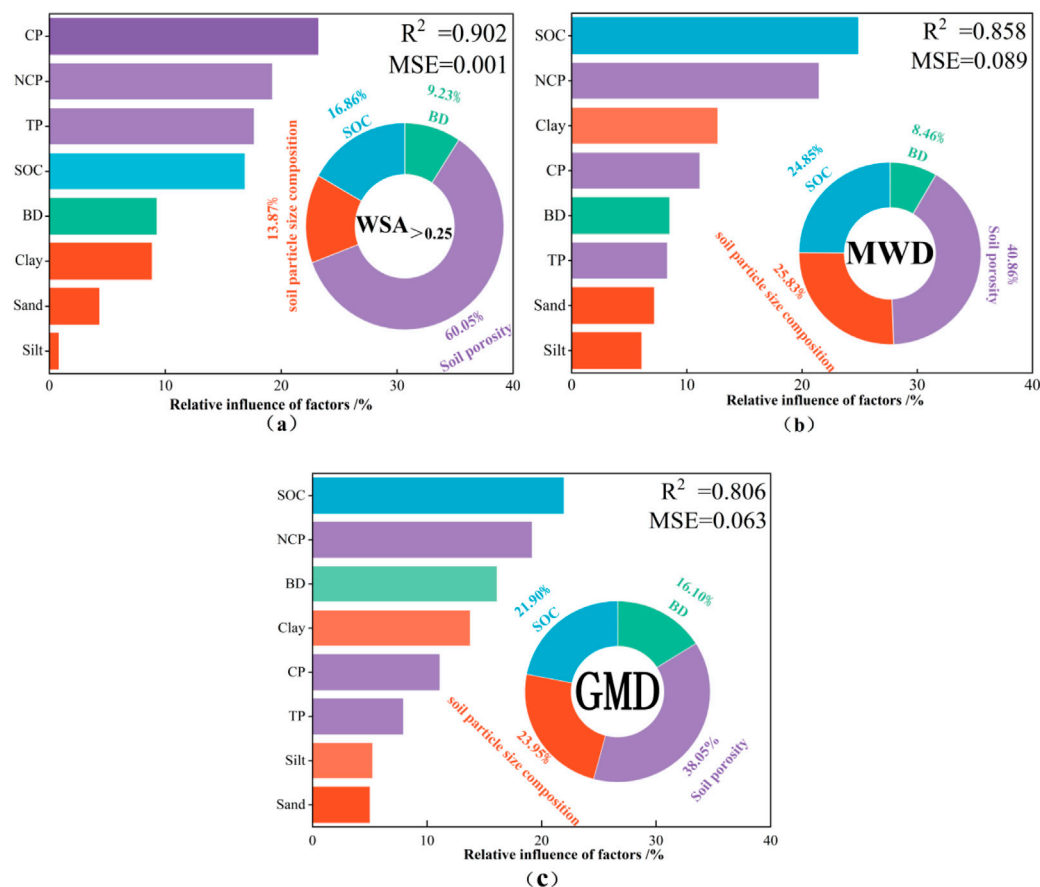 CP
NCP
TP
SOC
BD
Clay
Sand
Silt
0 10 20 30 40
Relative influence of factors /%
(a)
R² =0.902
MSE=0.001
9.23%
BD
16.86%
SOC
13.87%
soil particle size composition
60.05%
Soil porosity
WSA>0.25
SOC
NCP
Clay
CP
BD
TP
Sand
Silt
0 10 20 30 40
Relative influence of factors /%
(b)
R² =0.858
MSE=0.089
8.46%
BD
24.85%
SOC
25.83%
soil particle size composition
40.86%
Soil porosity
MWD
SOC
NCP
BD
Clay
CP
TP
Silt
Sand
0 10 20 30 40
Relative influence of factors /%
(c)
R² =0.806
MSE=0.063
16.10%
BD
21.90%
SOC
23.95%
soil particle size composition
38.05%
Soil porosity
GMD